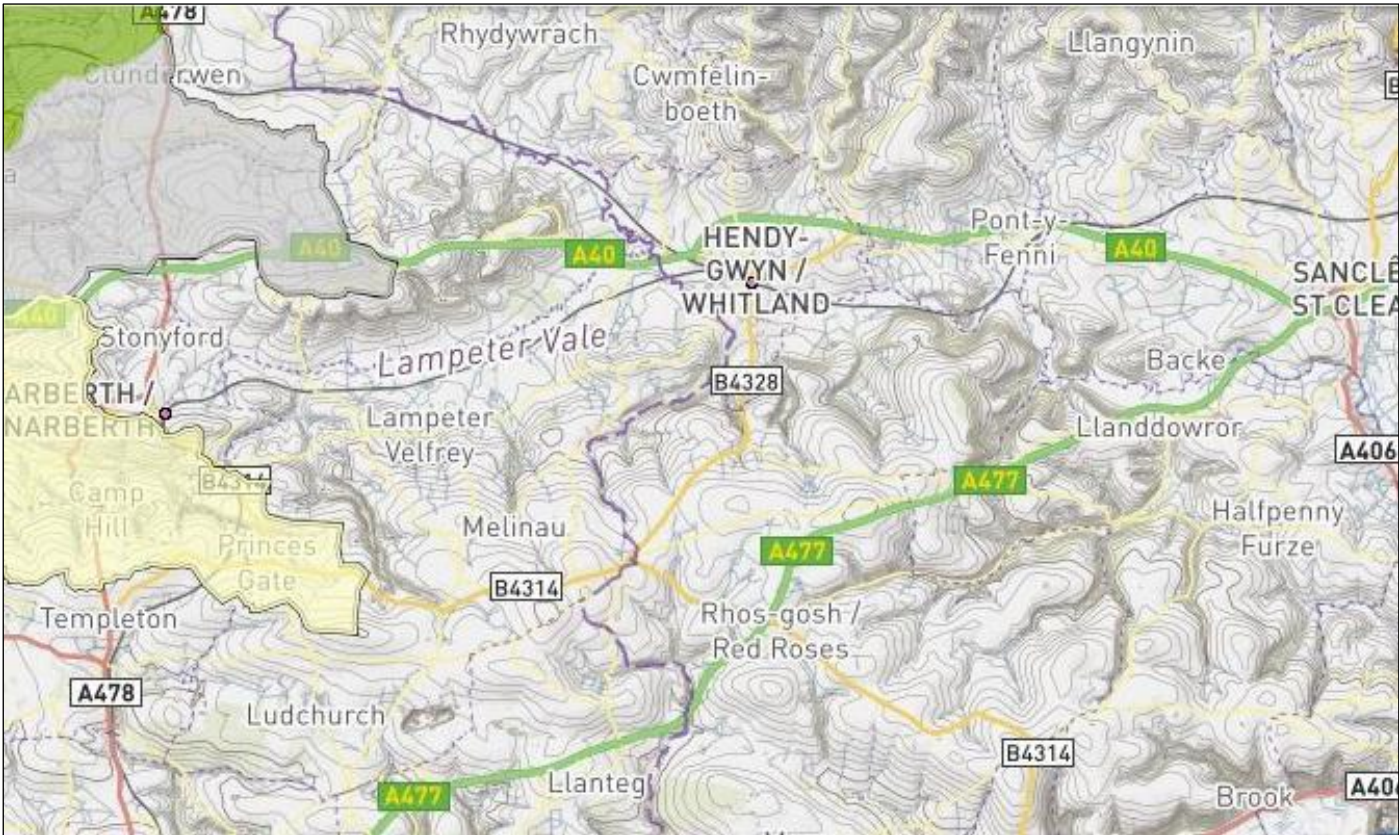 A478
Rhydywrach
Llangynin
Clunderwen
Cwmfelin-
boeth
B
a
Pont-y-
Fenni
HENDY-
GWYN /
WHITLAND
A40
A40
A40
SANCLÊ
ST CLEA
A40
Stonyford
Lampeter Vale
Backe
B4328
ARBERTH /
NARBERTH
Lampeter
Velfrey
Llanddowror
A406
B4314
A477
Camp
Hill
Melinau
Halfpenny
Furze
Princes
Gate
A477
B4314
Templeton
Rhos-gosh /
Red Roses
A478
Ludchurch
B4314
Llanteg
A477
Brook
A406